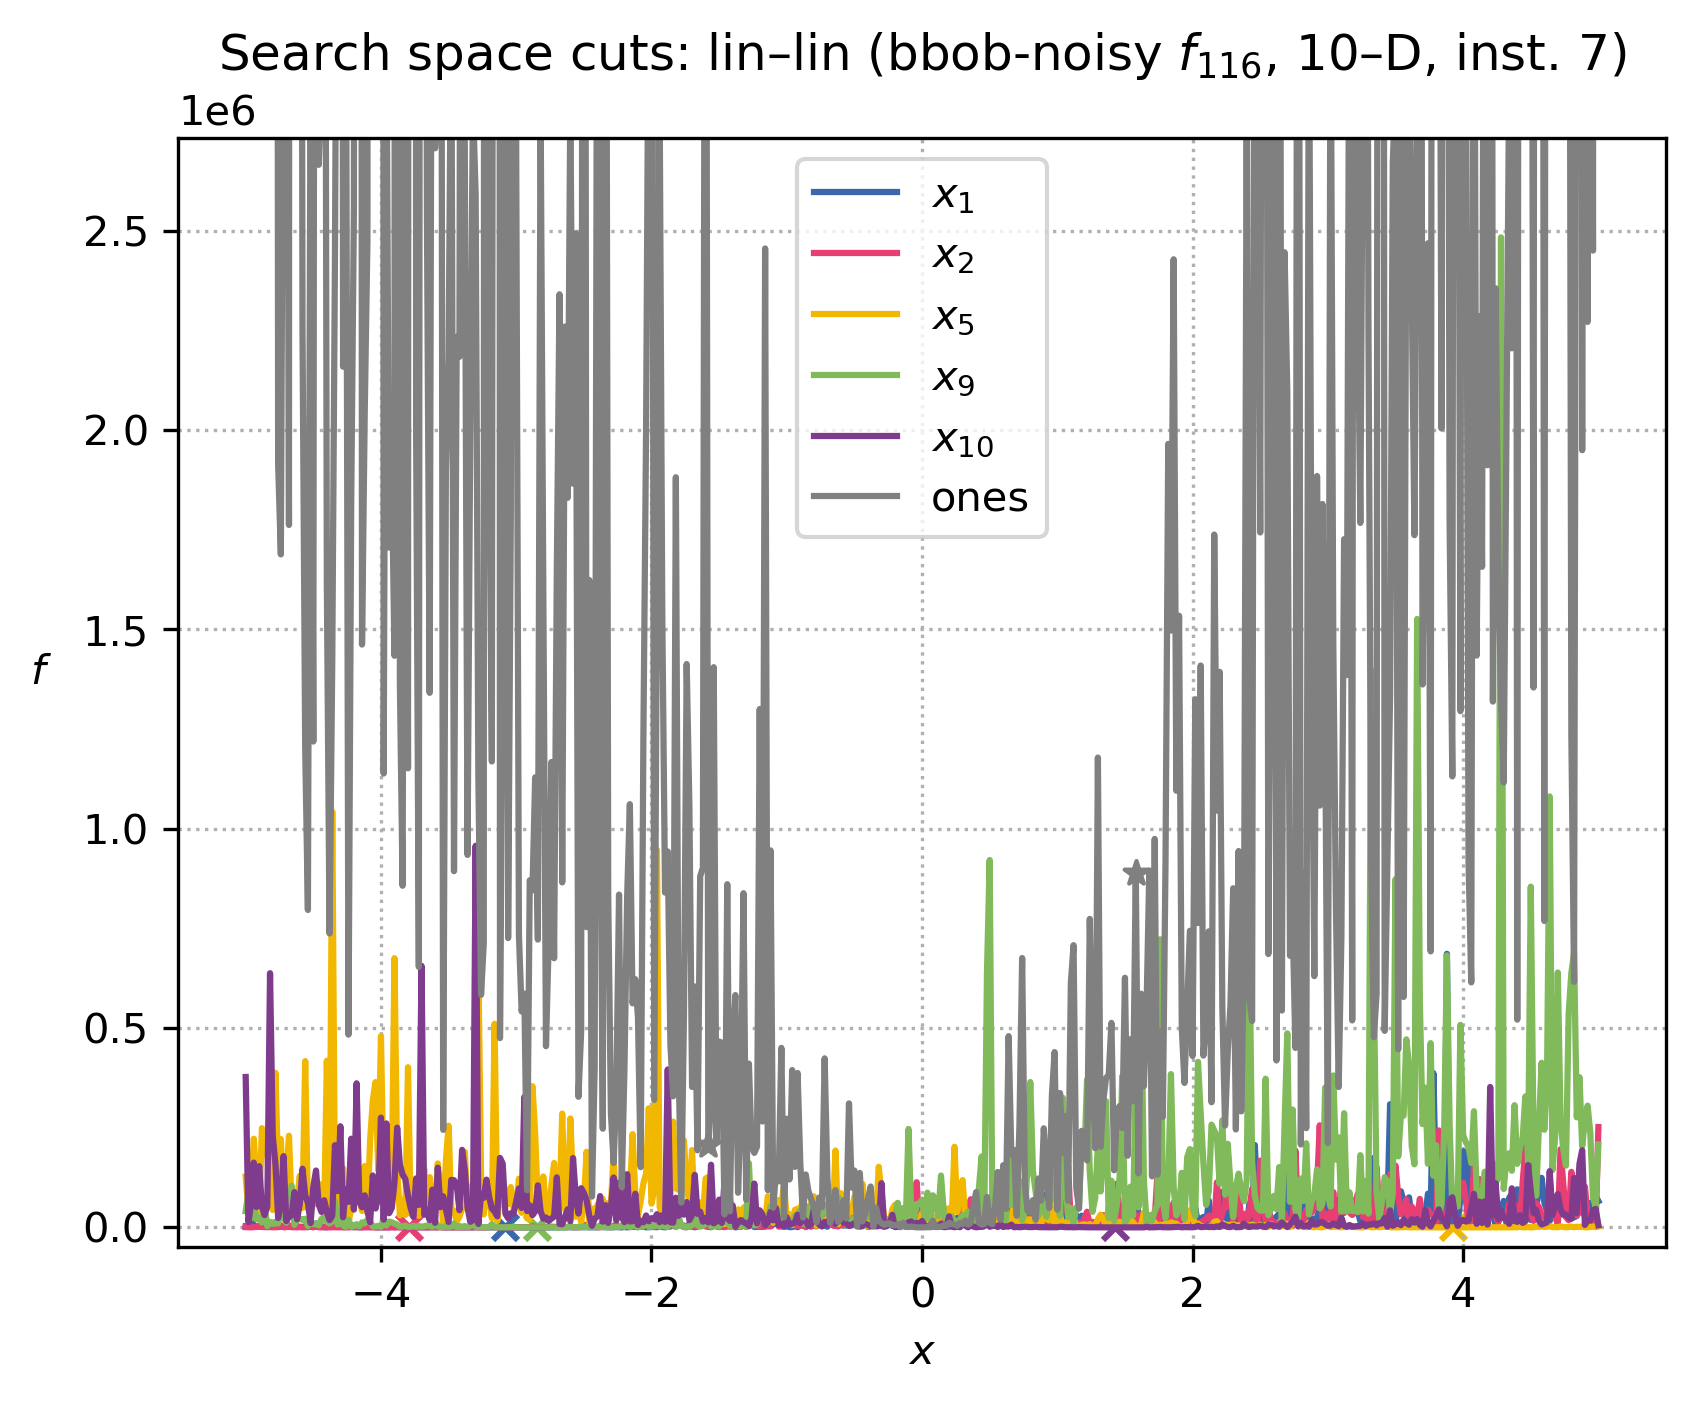 Search space cuts: lin–lin (bbob-noisy f116, 10–D, inst. 7)
1e6
2.5
2.0
1.5
1.0
0.5
0.0
f
x1
x2
x5
x9
x10
ones
−4 −2 0 2 4
x